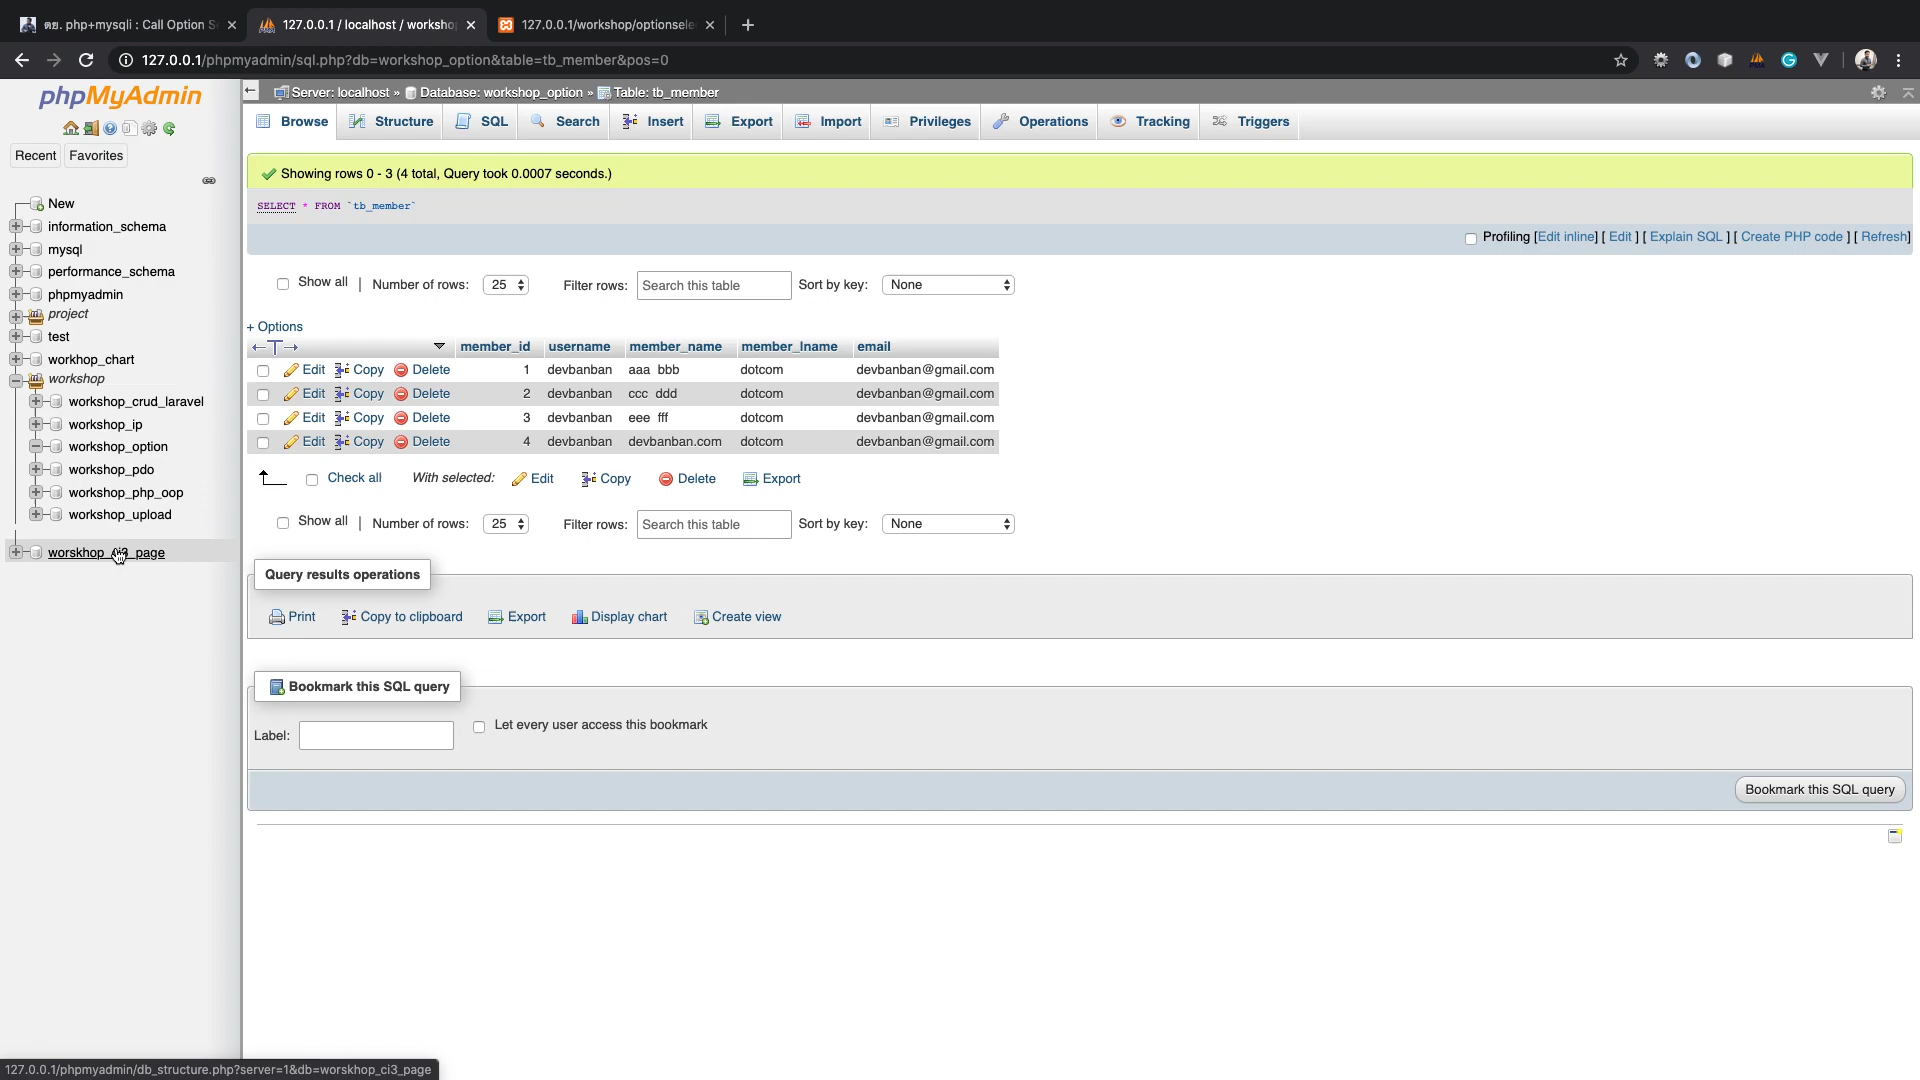 ตย. php+mysqli : Call Option S
127.0.0.1 / localhost / worksho
127.0.0.1/workshop/optionsele
127.0.0.1/phpmyadmin/sql.php?db=workshop_option&table=tb_member&pos=0
phpMyAdmin
Server: localhost » Database: workshop_option » Table: tb_member
Browse Structure SQL Search Insert Export Import Privileges Operations Tracking Triggers
Recent Favorites
New
information_schema
mysql
performance_schema
phpmyadmin
project
test
workhop_chart
workshop
workshop_crud_laravel
workshop_ip
workshop_option
workshop_pdo
workshop_php_oop
workshop_upload
worskhop_ci3_page
Showing rows 0 - 3 (4 total, Query took 0.0007 seconds.)
SELECT * FROM `tb_member`
Profiling [Edit inline] [ Edit ] [ Explain SQL ] [ Create PHP code ] [ Refresh]
Show all | Number of rows: 25 Filter rows: Search this table Sort by key: None
+ Options
←T→ member_id username member_name member_lname email
Edit Copy Delete 1 devbanban aaa bbb dotcom devbanban@gmail.com
Edit Copy Delete 2 devbanban ccc ddd dotcom devbanban@gmail.com
Edit Copy Delete 3 devbanban eee fff dotcom devbanban@gmail.com
Edit Copy Delete 4 devbanban devbanban.com dotcom devbanban@gmail.com
Check all With selected: Edit Copy Delete Export
Show all | Number of rows: 25 Filter rows: Search this table Sort by key: None
Query results operations
Print Copy to clipboard Export Display chart Create view
Bookmark this SQL query
Label: Let every user access this bookmark
Bookmark this SQL query
127.0.0.1/phpmyadmin/db_structure.php?server=1&db=worskhop_ci3_page